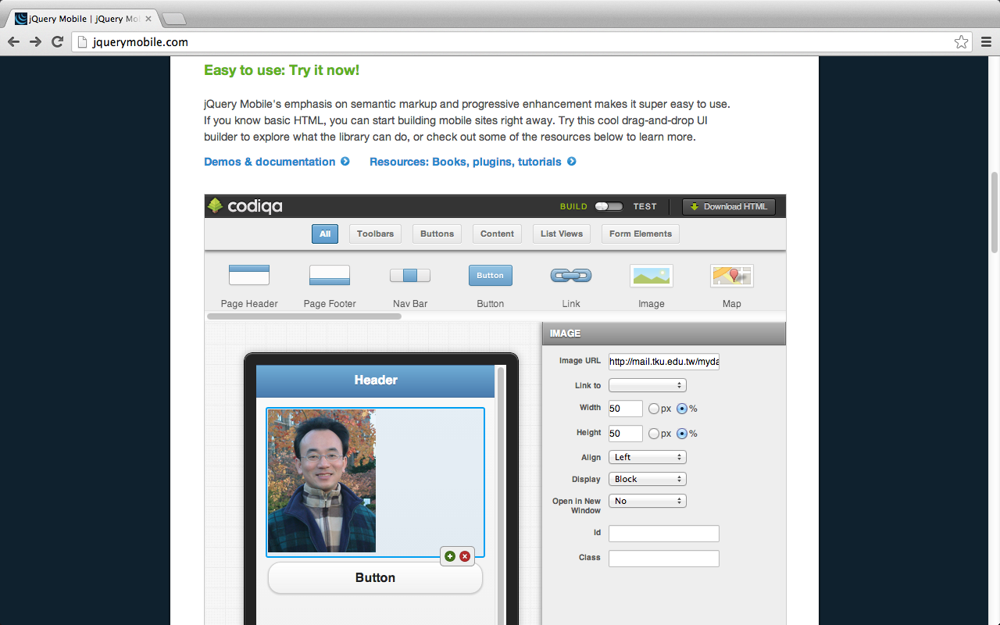 jQuery Mobile | jQuery Mo
jquerymobile.com
Easy to use: Try it now!
jQuery Mobile's emphasis on semantic markup and progressive enhancement makes it super easy to use.
If you know basic HTML, you can start building mobile sites right away. Try this cool drag-and-drop UI
builder to explore what the library can do, or check out some of the resources below to learn more.
Demos & documentation Resources: Books, plugins, tutorials
codiqa BUILD TEST Download HTML
All Toolbars Buttons Content List Views Form Elements
Button
Page Header Page Footer Nav Bar Button Link Image Map
IMAGE
Image URL http://mail.tku.edu.tw/myda
Link to
Width 50 px %
Height 50 px %
Align Left
Display Block
Open in New Window No
Id
Class
Header
Button